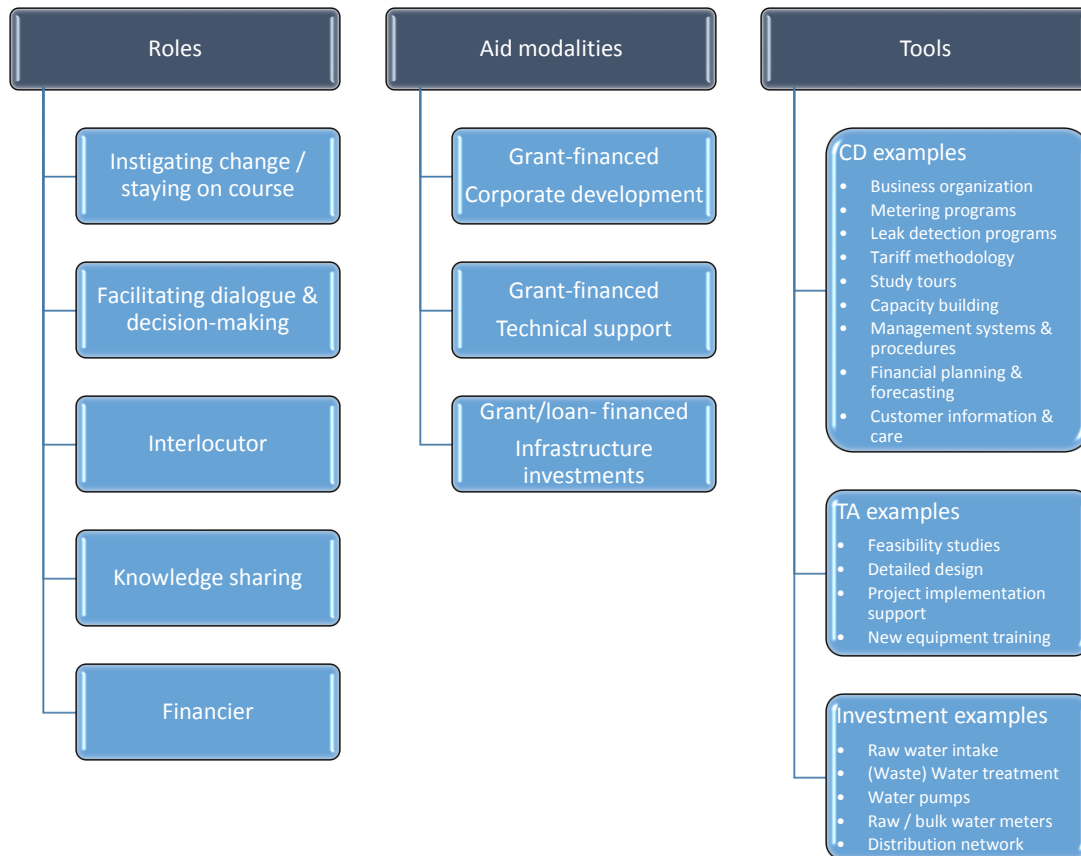 Roles
Instigating change /
staying on course
Facilitating dialogue &
decision-making
Interlocutor
Knowledge sharing
Financier
Aid modalities
Grant-financed
Corporate development
Grant-financed
Technical support
Grant/loan- financed
Infrastructure
investments
Tools
CD examples
• Business organization
• Metering programs
• Leak detection programs
• Tariff methodology
• Study tours
• Capacity building
• Management systems &
procedures
• Financial planning &
forecasting
• Customer information &
care
TA examples
• Feasibility studies
• Detailed design
• Project implementation
support
• New equipment training
Investment examples
• Raw water intake
• (Waste) Water treatment
• Water pumps
• Raw / bulk water meters
• Distribution network